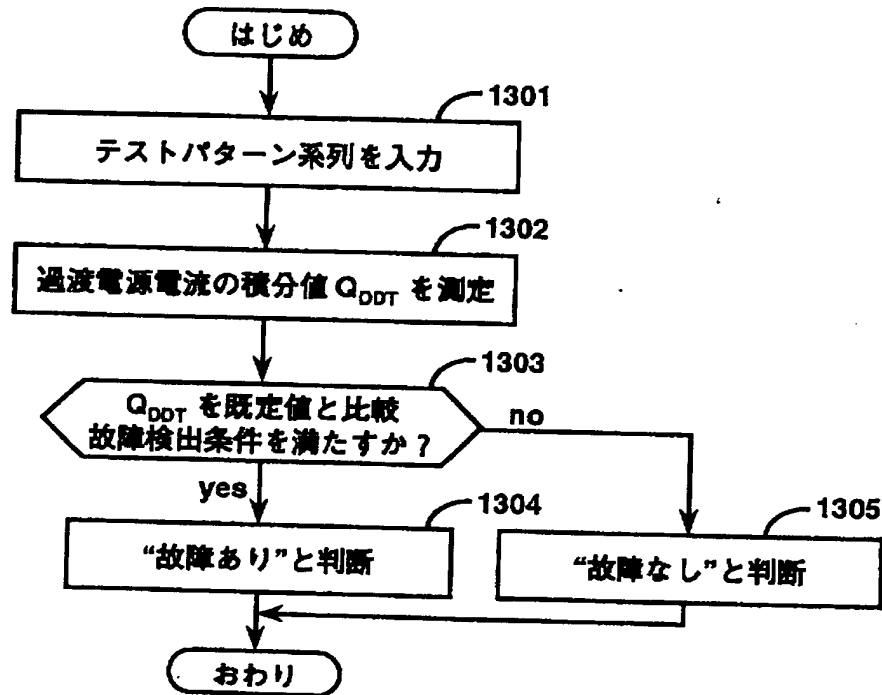 はじめ
1301
テストパターン系列を入力
1302
過渡電源電流の積分値 QDDT を測定
1303
QDDT を既定値と比較
故障検出条件を満たすか？
no
yes
1304
“故障あり”と判断
1305
“故障なし”と判断
おわり